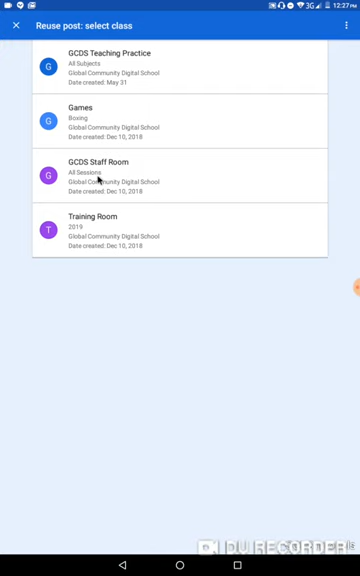 3G 12:27PM
Reuse post: select class
GCDS Teaching Practice
G
All Subjects
Global Community Digital School
Date created: May 31
Games
G
Boxing
Global Community Digital School
Date created: Dec 10, 2018
GCDS Staff Room
G
All Sessions
Global Community Digital School
Date created: Dec 10, 2018
Training Room
T
2019
Global Community Digital School
Date created: Dec 10, 2018
DU RECORDER